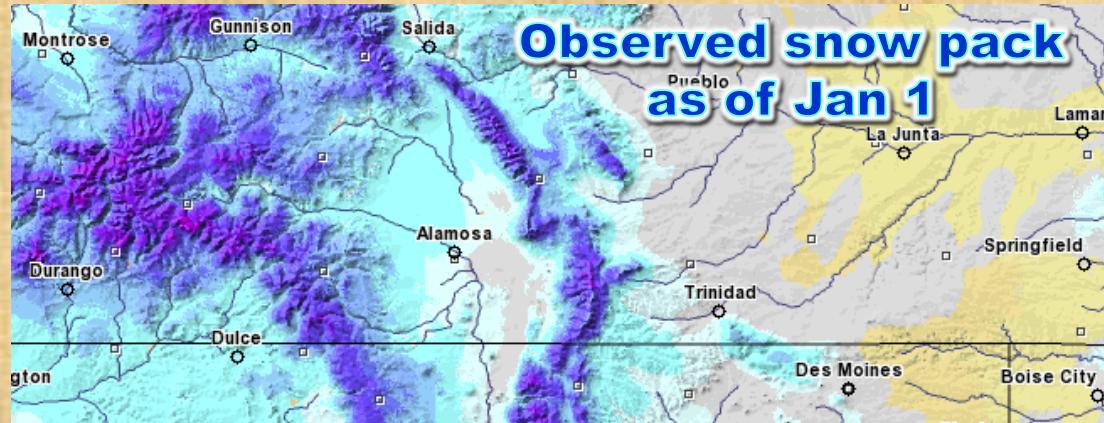 Observed snow pack
as of Jan 1
Montrose
Gunnison
Salida
Pueblo
Lamar
La Junta
Alamosa
Springfield
Durango
Trinidad
Dulce
gton
Des Moines
Boise City